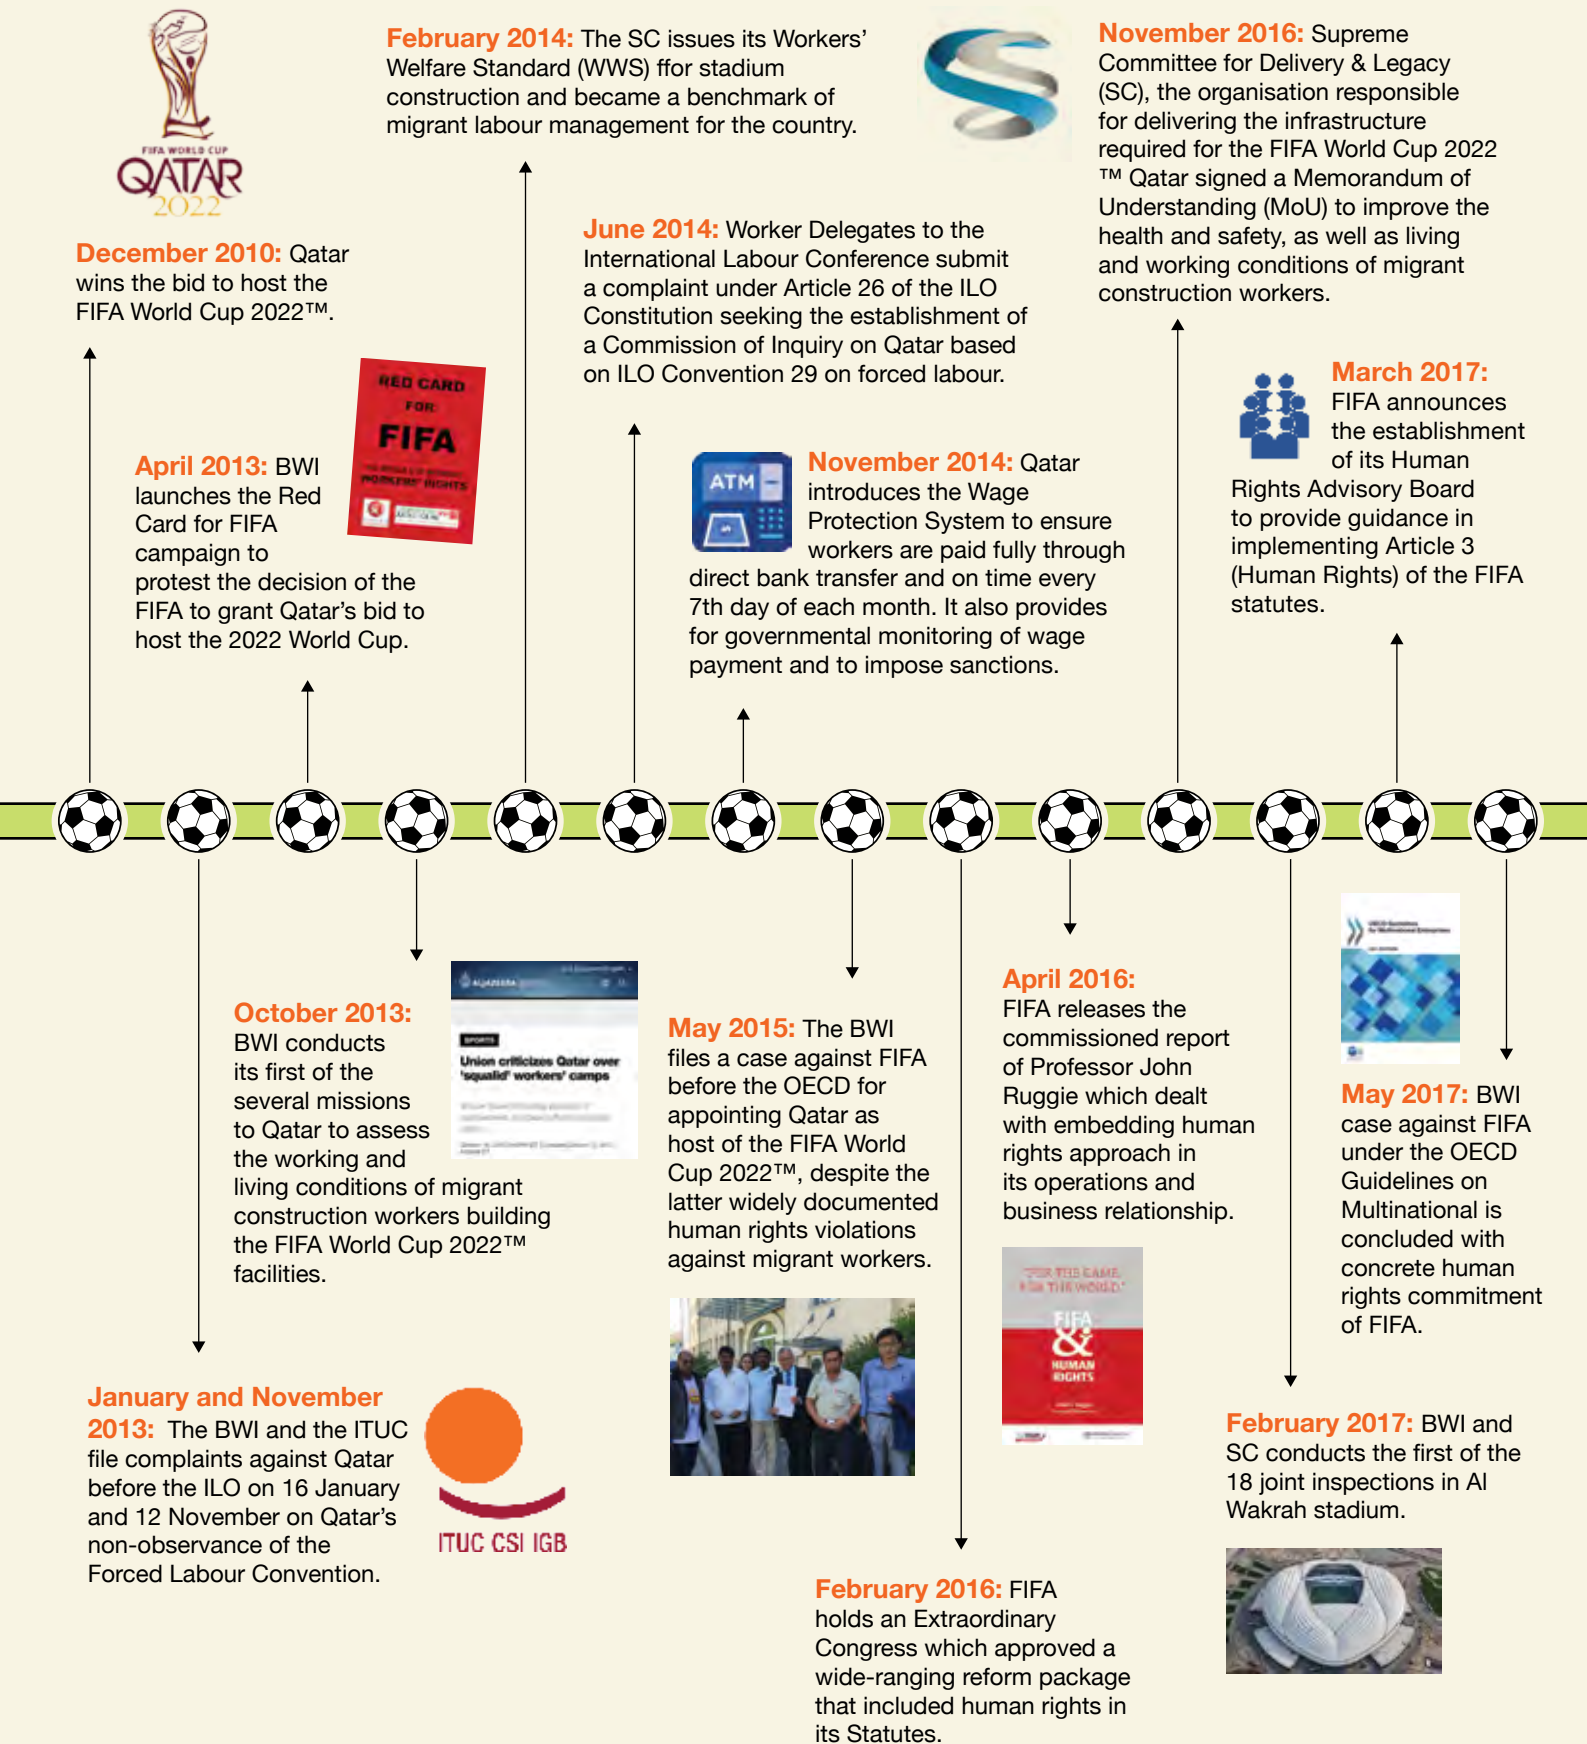 FIFA WORLD CUP
QATAR
2022
December 2010: Qatar
wins the bid to host the
FIFA World Cup 2022™.
February 2014: The SC issues its Workers’
Welfare Standard (WWS) ffor stadium
construction and became a benchmark of
migrant labour management for the country.
November 2016: Supreme
Committee for Delivery & Legacy
(SC), the organisation responsible
for delivering the infrastructure
required for the FIFA World Cup 2022
™ Qatar signed a Memorandum of
Understanding (MoU) to improve the
health and safety, as well as living
and working conditions of migrant
construction workers.
June 2014: Worker Delegates to the
International Labour Conference submit
a complaint under Article 26 of the ILO
Constitution seeking the establishment of
a Commission of Inquiry on Qatar based
on ILO Convention 29 on forced labour.
RED CARD
FOR
FIFA
WORKERS' RIGHTS
April 2013: BWI
launches the Red
Card for FIFA
campaign to
protest the decision of the
FIFA to grant Qatar’s bid to
host the 2022 World Cup.
ATM
November 2014: Qatar
introduces the Wage
Protection System to ensure
workers are paid fully through
direct bank transfer and on time every
7th day of each month. It also provides
for governmental monitoring of wage
payment and to impose sanctions.
March 2017:
FIFA announces
the establishment
of its Human
Rights Advisory Board
to provide guidance in
implementing Article 3
(Human Rights) of the FIFA
statutes.
October 2013:
BWI conducts
its first of the
several missions
to Qatar to assess
the working and
living conditions of migrant
construction workers building
the FIFA World Cup 2022™
facilities.
ALJAZEERA
SPORTS
Union criticizes Qatar over
'squalid' workers' camps
January and November
2013: The BWI and the ITUC
file complaints against Qatar
before the ILO on 16 January
and 12 November on Qatar’s
non-observance of the
Forced Labour Convention.
ITUC CSI IGB
May 2015: The BWI
files a case against FIFA
before the OECD for
appointing Qatar as
host of the FIFA World
Cup 2022™, despite the
latter widely documented
human rights violations
against migrant workers.
February 2016: FIFA
holds an Extraordinary
Congress which approved a
wide-ranging reform package
that included human rights in
its Statutes.
April 2016:
FIFA releases the
commissioned report
of Professor John
Ruggie which dealt
with embedding human
rights approach in
its operations and
business relationship.
"FOR THE GAME.
FOR THE WORLD."
FIFA
&
HUMAN
RIGHTS
February 2017: BWI and
SC conducts the first of the
18 joint inspections in Al
Wakrah stadium.
OECD Guidelines
for Multinational Enterprises
May 2017: BWI
case against FIFA
under the OECD
Guidelines on
Multinational is
concluded with
concrete human
rights commitment
of FIFA.